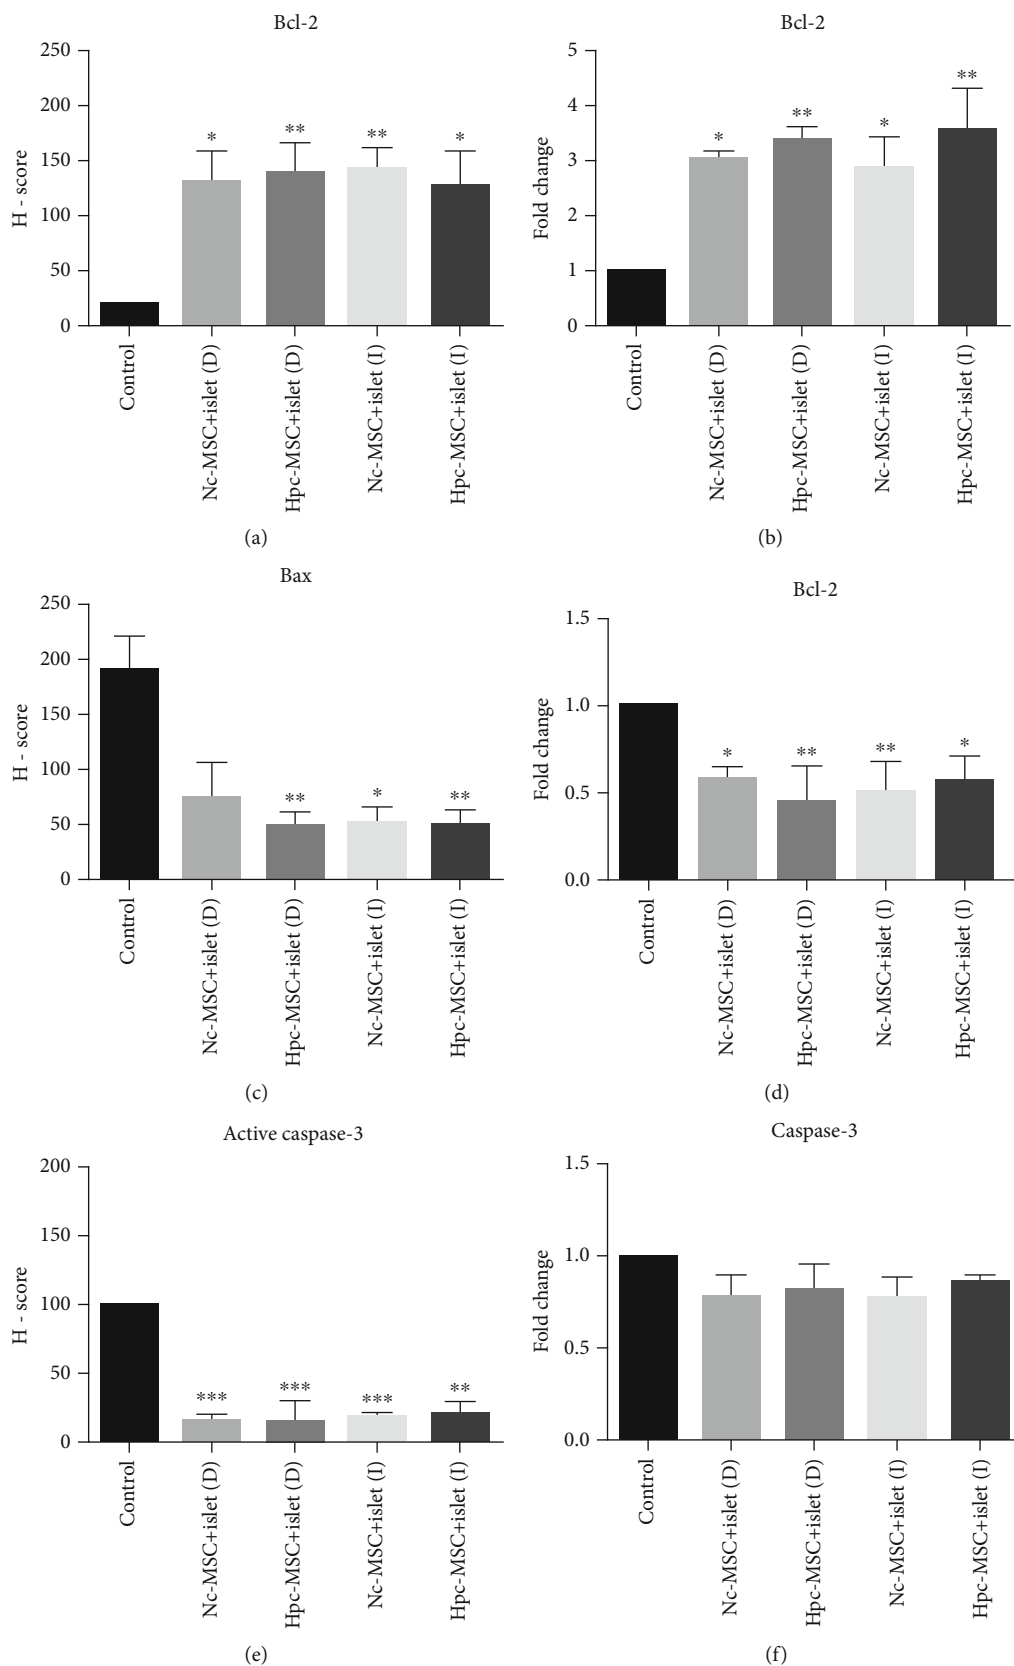 Bcl-2
250
200
150
100
50
0
H - score
* ** ** *
Control
Nc-MSC+islet (D)
Hpc-MSC+islet (D)
Nc-MSC+islet (I)
Hpc-MSC+islet (I)
(a)
Bcl-2
5
4
3
2
1
0
Fold change
* ** * **
Control
Nc-MSC+islet (D)
Hpc-MSC+islet (D)
Nc-MSC+islet (I)
Hpc-MSC+islet (I)
(b)
Bax
250
200
150
100
50
0
H - score
** * **
Control
Nc-MSC+islet (D)
Hpc-MSC+islet (D)
Nc-MSC+islet (I)
Hpc-MSC+islet (I)
(c)
Bcl-2
1.5
1.0
0.5
0.0
Fold change
* ** ** *
Control
Nc-MSC+islet (D)
Hpc-MSC+islet (D)
Nc-MSC+islet (I)
Hpc-MSC+islet (I)
(d)
Active caspase-3
200
150
100
50
0
H - score
*** *** *** **
Control
Nc-MSC+islet (D)
Hpc-MSC+islet (D)
Nc-MSC+islet (I)
Hpc-MSC+islet (I)
(e)
Caspase-3
1.5
1.0
0.5
0.0
Fold change
Control
Nc-MSC+islet (D)
Hpc-MSC+islet (D)
Nc-MSC+islet (I)
Hpc-MSC+islet (I)
(f)